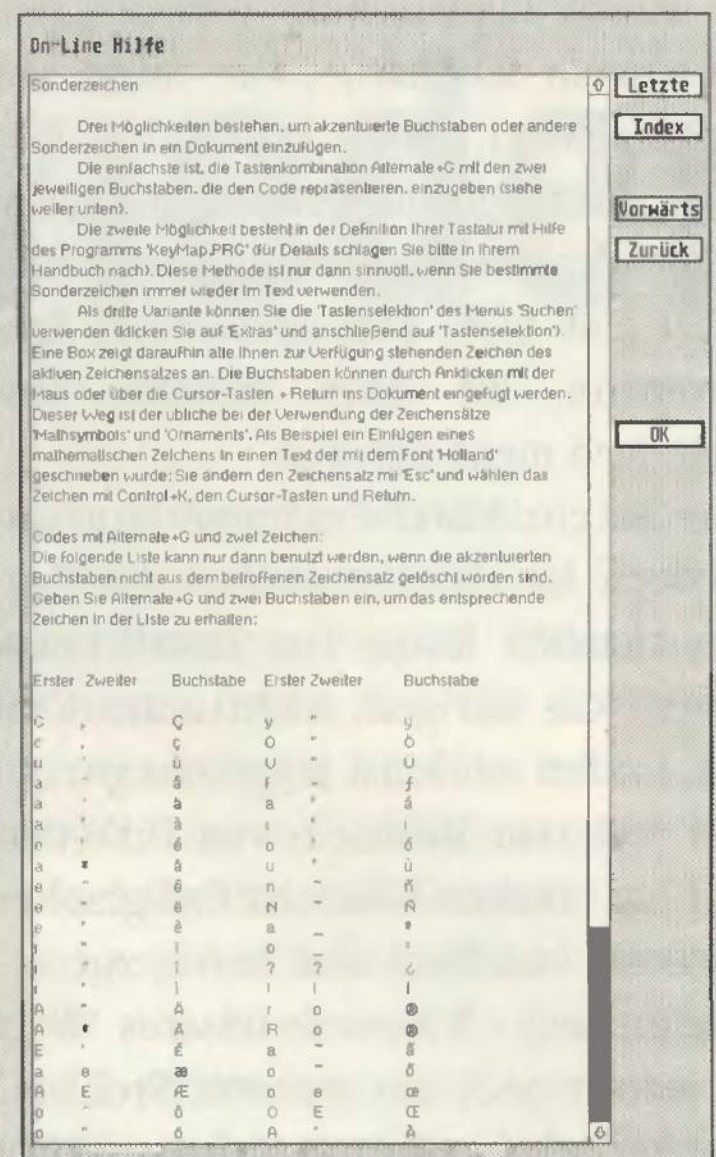 On-Line Hilfe
Sonderzeichen
Letzte
Index
Vorwärts
Zurück
OK
Drei Möglichkeiten bestehen, um akzentuierte Buchstaben oder andere
Sonderzeichen in ein Dokument einzufügen.
Die einfachste ist, die Tastenkombination Alternate+G mit den zwei
jeweiligen Buchstaben, die den Code repräsentieren, einzugeben (siehe
weiter unten).
Die zweite Möglichkeit besteht in der Definition Ihrer Tastatur mit Hilfe
des Programms 'KeyMap.PRG' (für Details schlagen Sie bitte in Ihrem
Handbuch nach). Diese Methode ist nur dann sinnvoll, wenn Sie bestimmte
Sonderzeichen immer wieder im Text verwenden.
Als dritte Variante können Sie die 'Tastenselektion' des Menus 'Suchen'
verwenden (klicken Sie auf 'Extras' und anschließend auf 'Tastenselektion').
Eine Box zeigt daraufhin alle Ihnen zur Verfügung stehenden Zeichen des
aktiven Zeichensatzes an. Die Buchstaben können durch Anklicken mit der
Maus oder über die Cursor-Tasten + Return ins Dokument eingefügt werden.
Dieser Weg ist der übliche bei der Verwendung der Zeichensätze
'Mathsymbols' und 'Ornaments'. Als Beispiel ein Einfügen eines
mathematischen Zeichens in einen Text der mit dem Font 'Holland'
geschrieben wurde: Sie ändern den Zeichensatz mit 'Esc' und wählen das
Zeichen mit Control+K, den Cursor-Tasten und Return.
Codes mit Alternate+G und zwei Zeichen:
Die folgende Liste kann nur dann benutzt werden, wenn die akzentuierten
Buchstaben nicht aus dem betroffenen Zeichensatz gelöscht worden sind.
Geben Sie Alternate+G und zwei Buchstaben ein, um das entsprechende
Zeichen in der Liste zu erhalten:
Erster Zweiter Buchstabe Erster Zweiter Buchstabe
C , Ç y " ÿ
c , ç O " Ö
u " ü U " Ü
a â f f ƒ
a à a á
a à ı
e é o ó
a å u ú
e ^ ê n ~ ñ
e " ë N ~ Ñ
e è a _ ª
ı " ï o _ º
ı î ? ? ¿
ı ì
A " Ä r o ®
A Å R o ®
E É a ~ ã
a e æ o ~ õ
A E Æ o e œ
o ^ ô O E Œ
o " ö A À